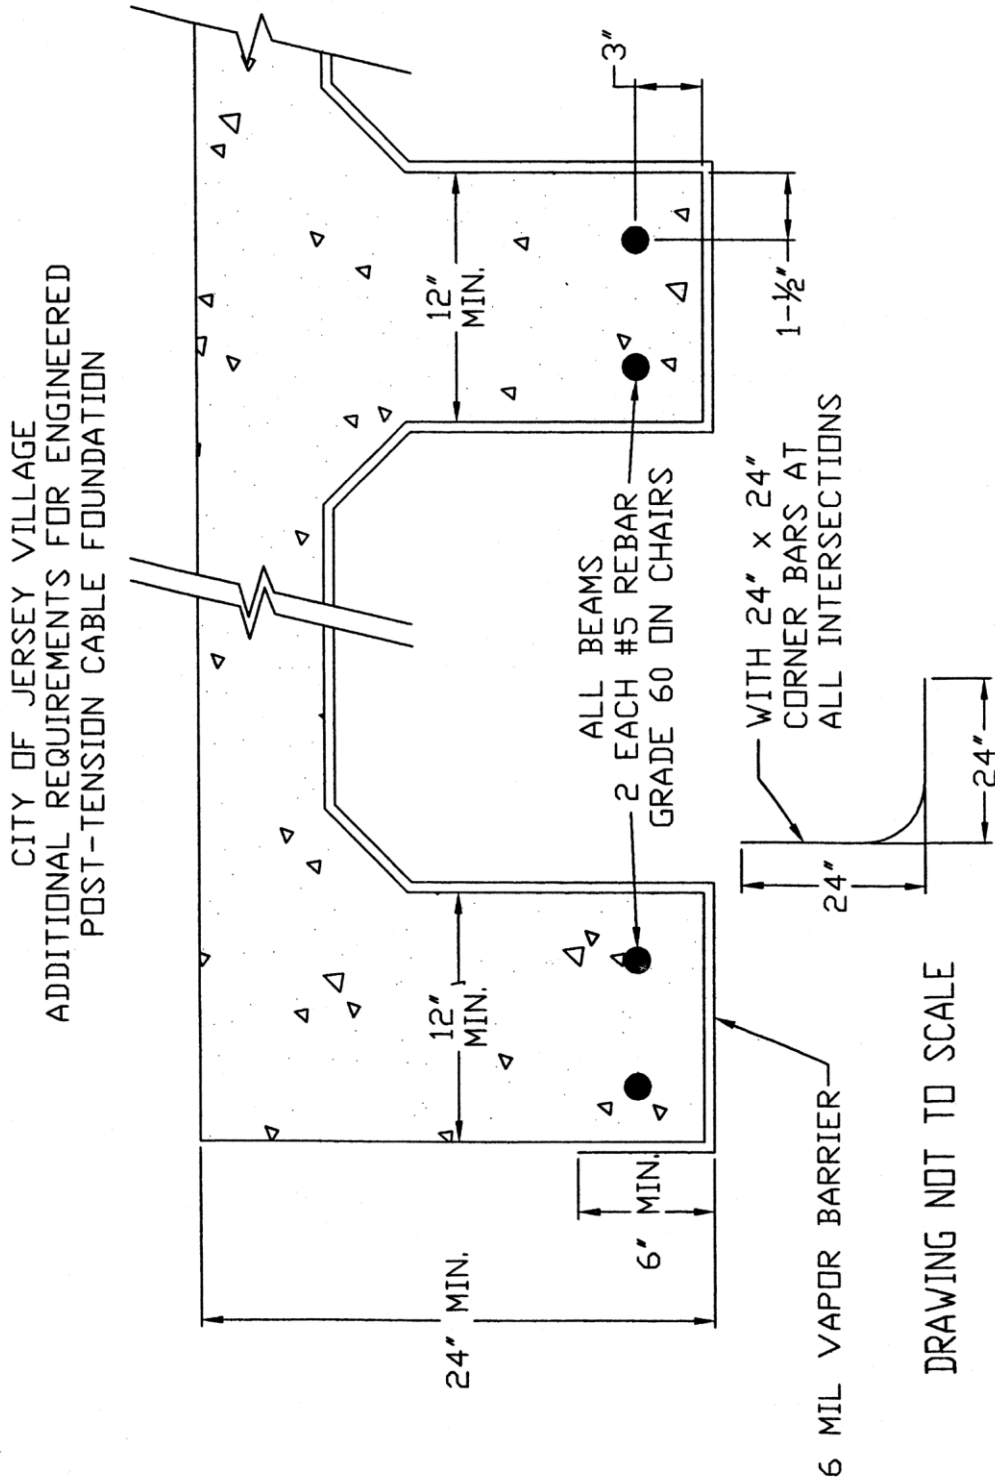 CITY OF JERSEY VILLAGE
ADDITIONAL REQUIREMENTS FOR ENGINEERED
POST-TENSION CABLE FOUNDATION
24" MIN.
6" MIN.
12"
MIN.
12"
MIN.
3"
1-½"
ALL BEAMS
2 EACH #5 REBAR
GRADE 60 ON CHAIRS
WITH 24" x 24"
CORNER BARS AT
ALL INTERSECTIONS
24"
24"
6 MIL VAPOR BARRIER
DRAWING NOT TO SCALE